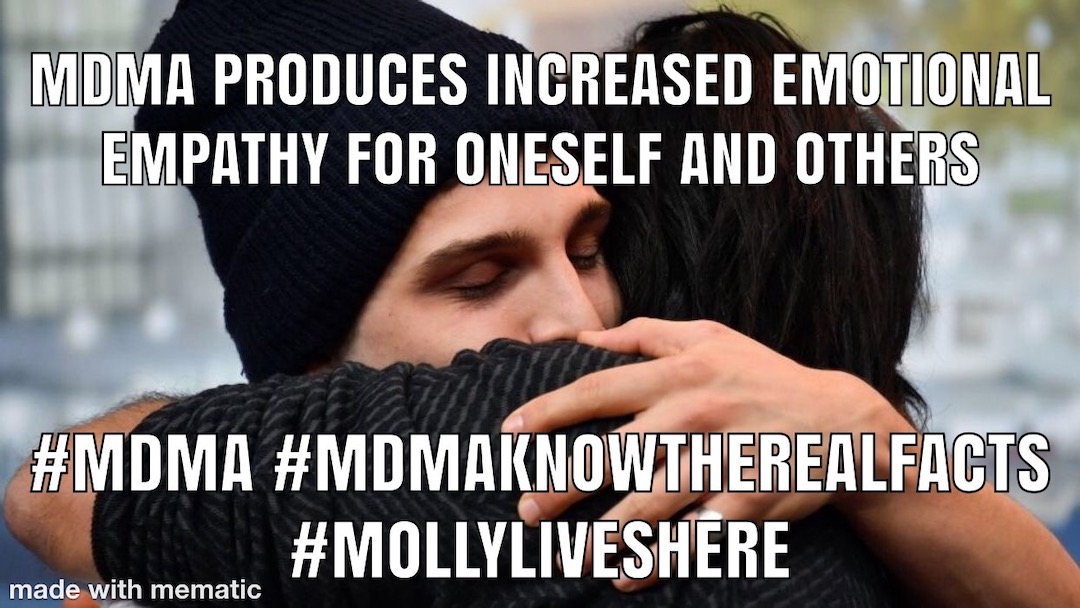 MDMA PRODUCES INCREASED EMOTIONAL
EMPATHY FOR ONESELF AND OTHERS
#MDMA #MDMAKNOWTHEREALFACTS
#MOLLYLIVESHERE
made with mematic